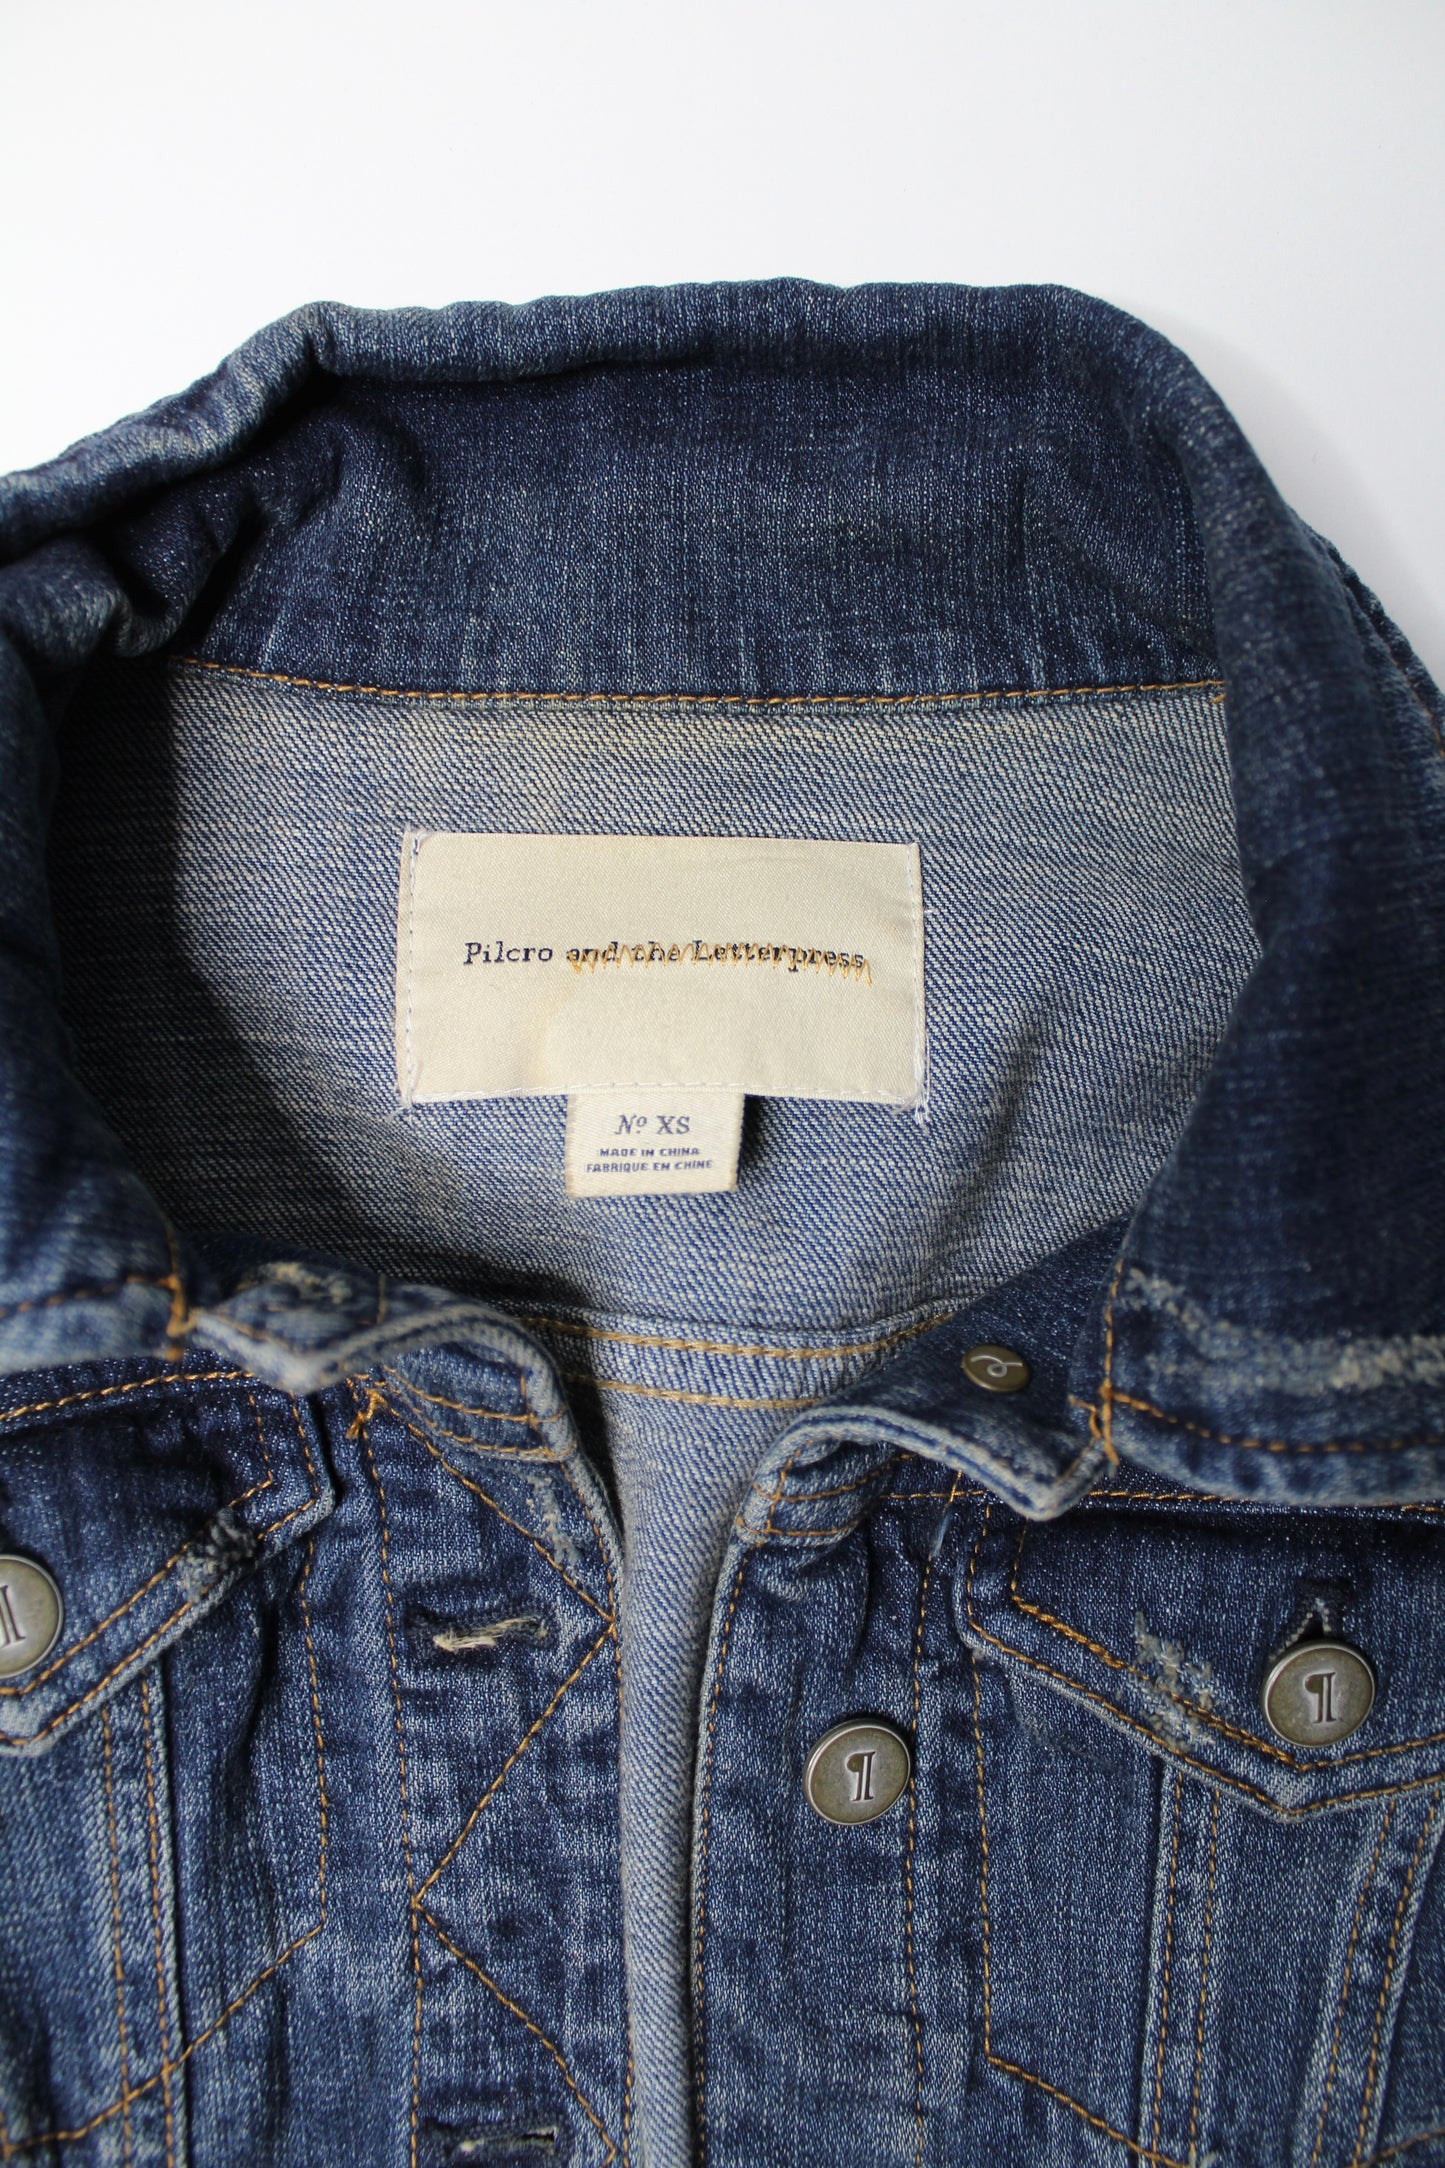 Pilcro and the Letterpress
Nº XS
MADE IN CHINA
FABRIQUE EN CHINE
¶
¶
¶